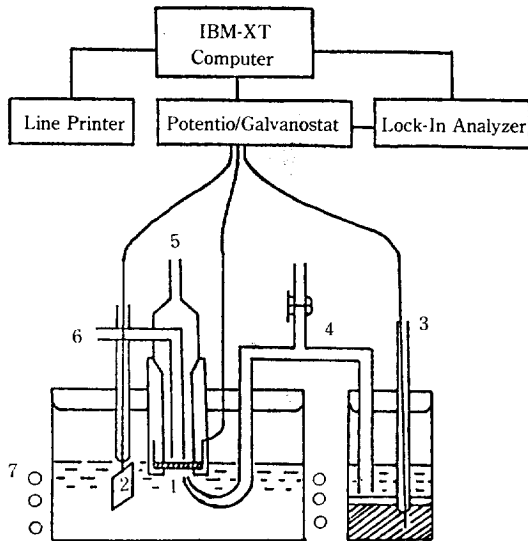 IBM-XT
Computer
Line Printer
Potentio/Galvanostat
Lock-In Analyzer
5
6
4
3
7
2
1